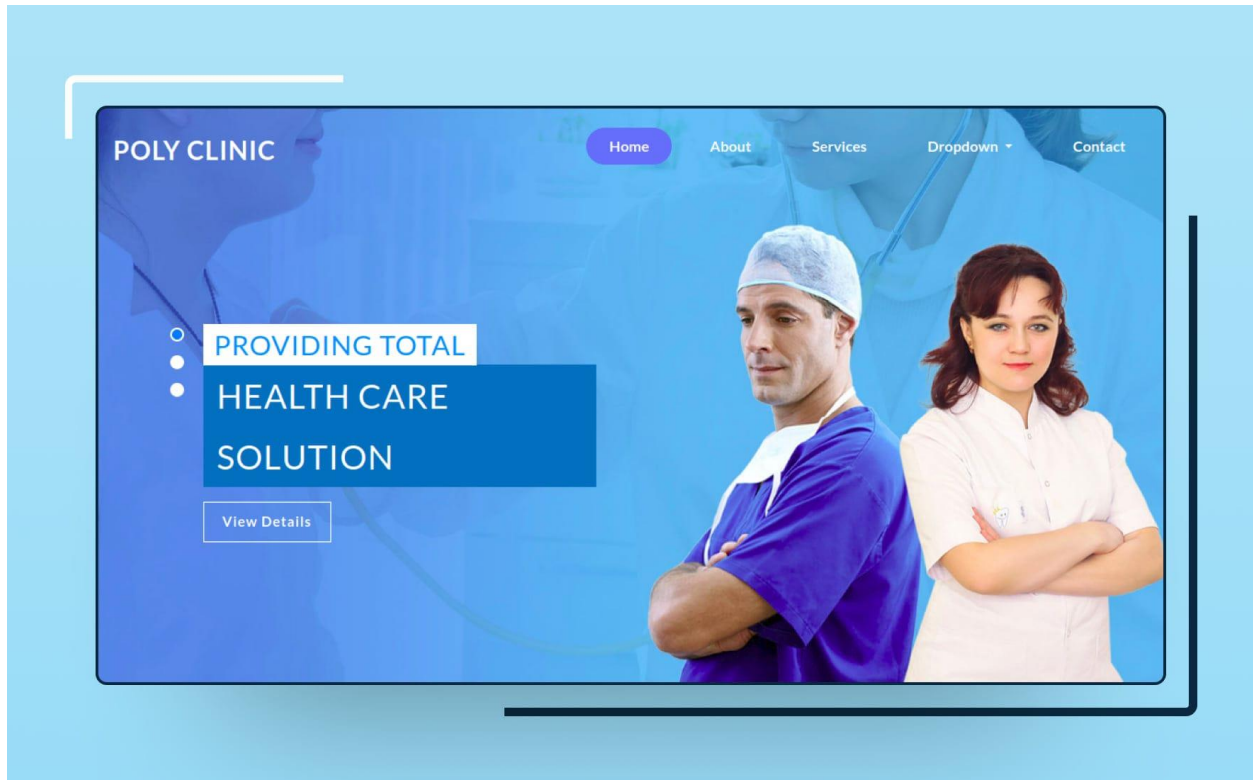 POLY CLINIC
Home About Services Dropdown Contact
PROVIDING TOTAL
HEALTH CARE
SOLUTION
View Details